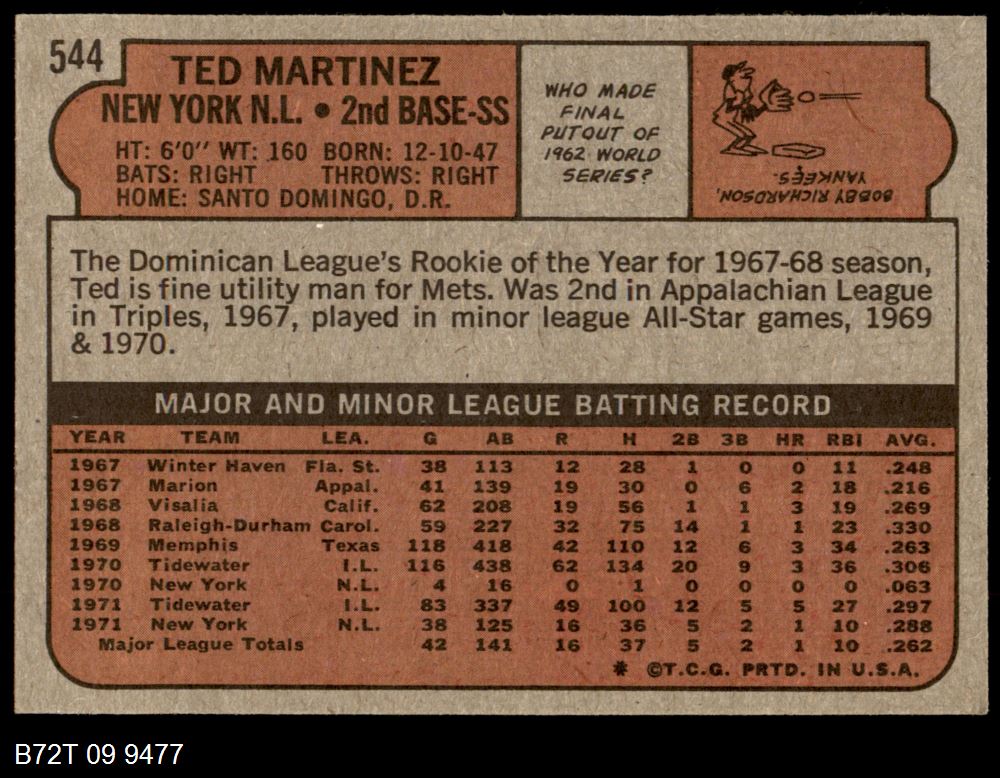 544
TED MARTINEZ
NEW YORK N.L. • 2nd BASE-SS
HT: 6'0" WT: 160 BORN: 12-10-47
BATS: RIGHT THROWS: RIGHT
HOME: SANTO DOMINGO, D.R.
WHO MADE
FINAL
PUTOUT OF
1962 WORLD
SERIES?
BOBBY RICHARDSON,
YANKEES.
The Dominican League's Rookie of the Year for 1967-68 season,
Ted is fine utility man for Mets. Was 2nd in Appalachian League
in Triples, 1967, played in minor league All-Star games, 1969
& 1970.
MAJOR AND MINOR LEAGUE BATTING RECORD
YEAR TEAM LEA. G AB R H 2B 3B HR RBI AVG.
1967 Winter Haven Fla. St. 38 113 12 28 1 0 0 11 .248
1967 Marion Appal. 41 139 19 30 0 6 2 18 .216
1968 Visalia Calif. 62 208 19 56 1 1 3 19 .269
1968 Raleigh-Durham Carol. 59 227 32 75 14 1 1 23 .330
1969 Memphis Texas 118 418 42 110 12 6 3 34 .263
1970 Tidewater I.L. 116 438 62 134 20 9 3 36 .306
1970 New York N.L. 4 16 0 1 0 0 0 0 .063
1971 Tidewater I.L. 83 337 49 100 12 5 5 27 .297
1971 New York N.L. 38 125 16 36 5 2 1 10 .288
Major League Totals 42 141 16 37 5 2 1 10 .262
* ©T.C.G. PRTD. IN U.S.A.
B72T 09 9477